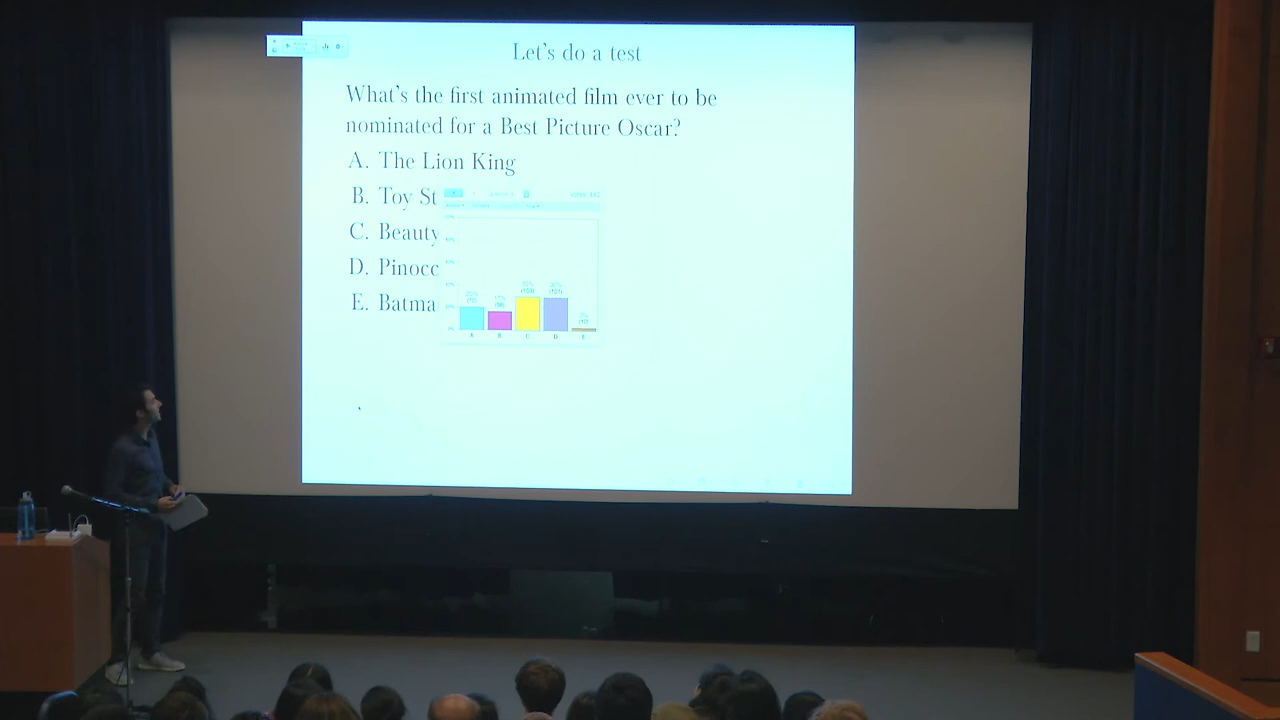 Let's do a test
What's the first animated film ever to be
nominated for a Best Picture Oscar?
A. The Lion King
B. Toy St
C. Beauty
D. Pinocc
E. Batma
A B C D E